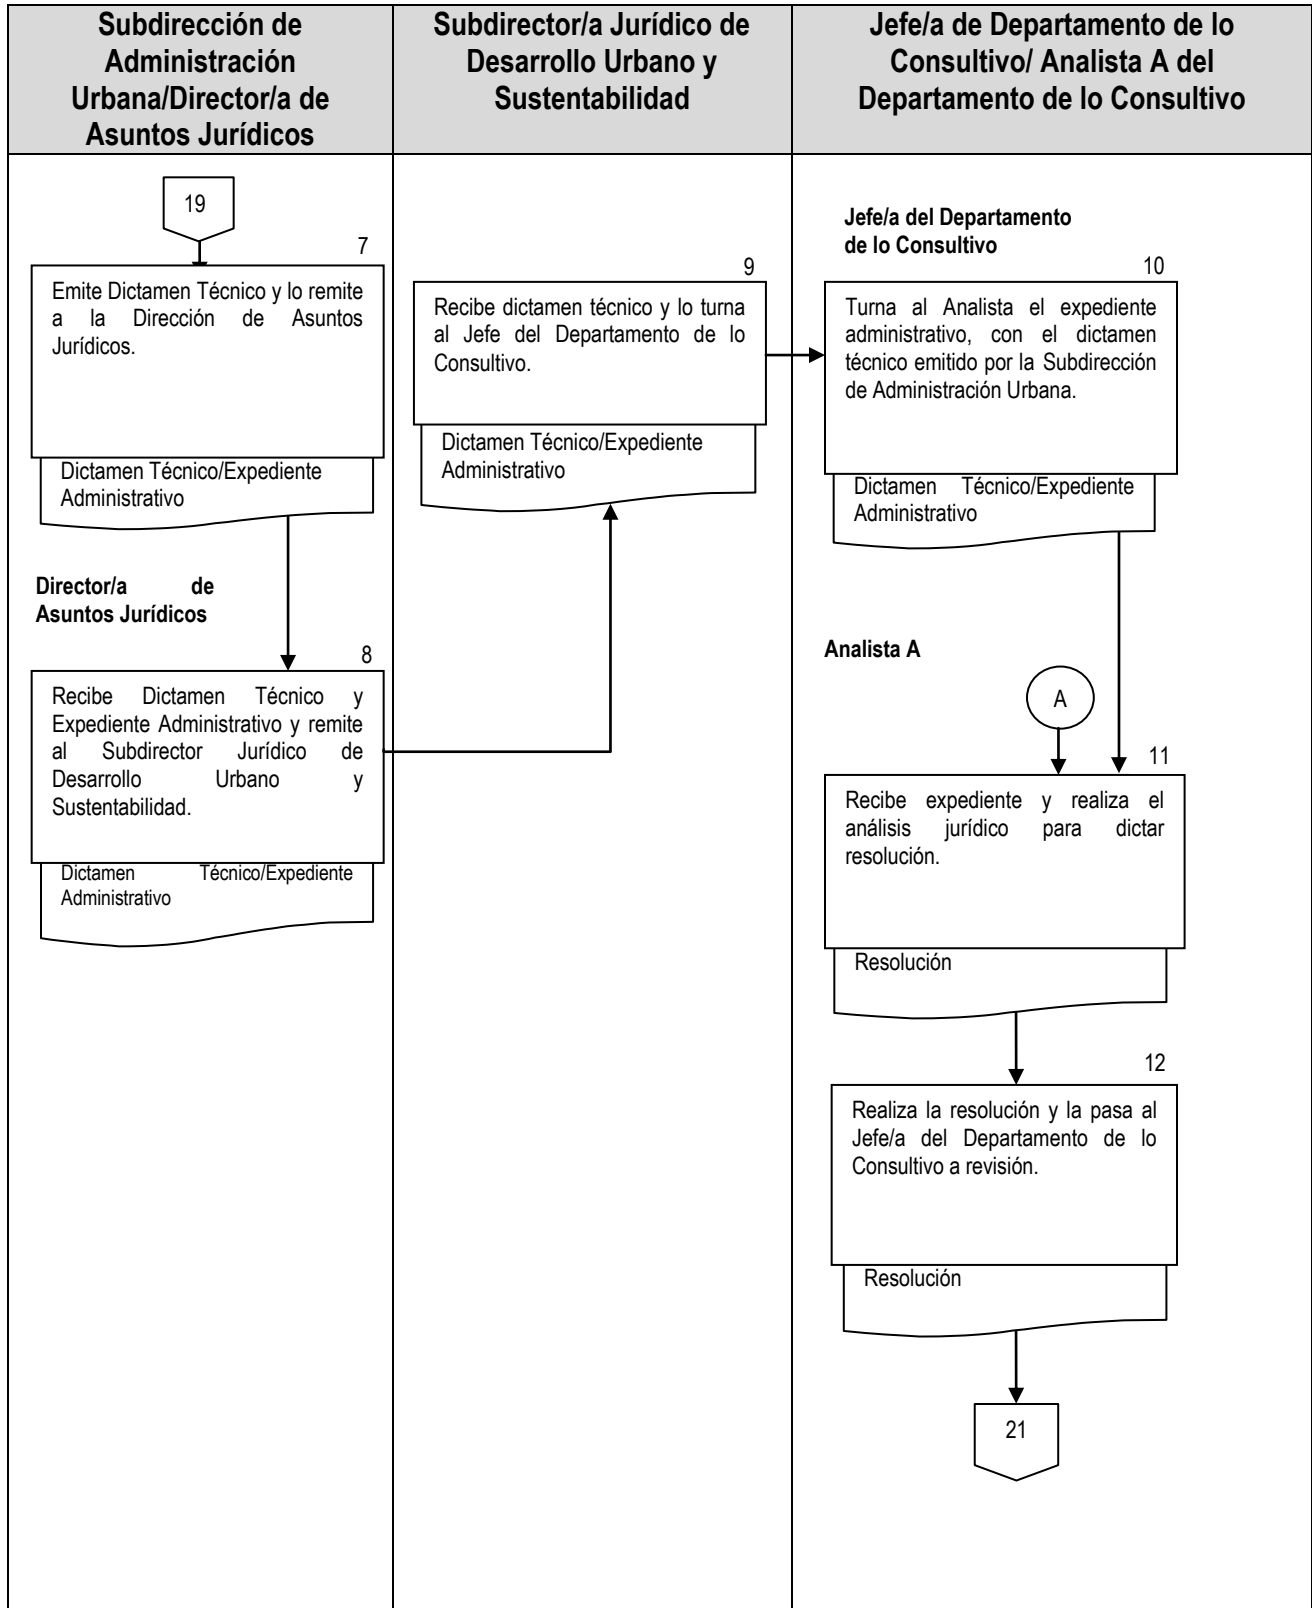 Subdirección de
Administración
Urbana/Director/a de
Asuntos Jurídicos
Subdirector/a Jurídico de
Desarrollo Urbano y
Sustentabilidad
Jefe/a de Departamento de lo
Consultivo/ Analista A del
Departamento de lo Consultivo
19
7
Emite Dictamen Técnico y lo remite
a la Dirección de Asuntos
Jurídicos.
Dictamen Técnico/Expediente
Administrativo
Director/a de
Asuntos Jurídicos
8
Recibe Dictamen Técnico y
Expediente Administrativo y remite
al Subdirector Jurídico de
Desarrollo Urbano y
Sustentabilidad.
Dictamen Técnico/Expediente
Administrativo
9
Recibe dictamen técnico y lo turna
al Jefe del Departamento de lo
Consultivo.
Dictamen Técnico/Expediente
Administrativo
Jefe/a del Departamento
de lo Consultivo
10
Turna al Analista el expediente
administrativo, con el dictamen
técnico emitido por la Subdirección
de Administración Urbana.
Dictamen Técnico/Expediente
Administrativo
Analista A
A
11
Recibe expediente y realiza el
análisis jurídico para dictar
resolución.
Resolución
12
Realiza la resolución y la pasa al
Jefe/a del Departamento de lo
Consultivo a revisión.
Resolución
21